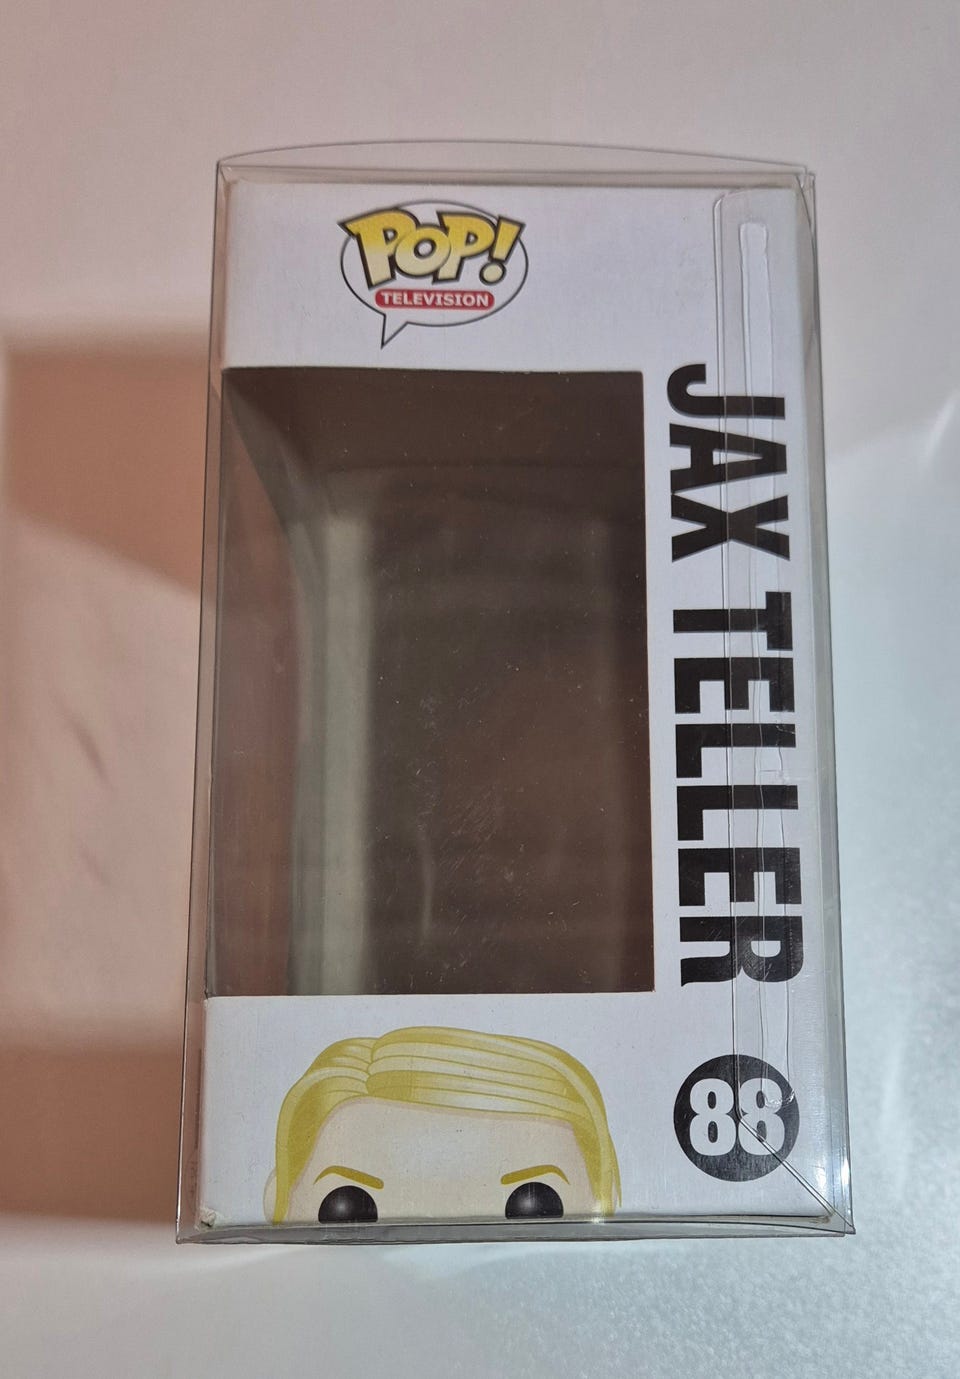 POP!
TELEVISION
JAX TELLER
88